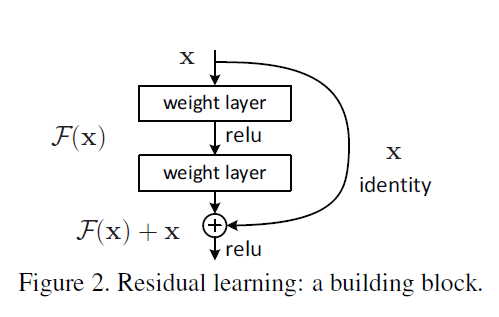 x
weight layer
relu
F(x)
weight layer
x
identity
F(x) + x
+
relu
Figure 2. Residual learning: a building block.